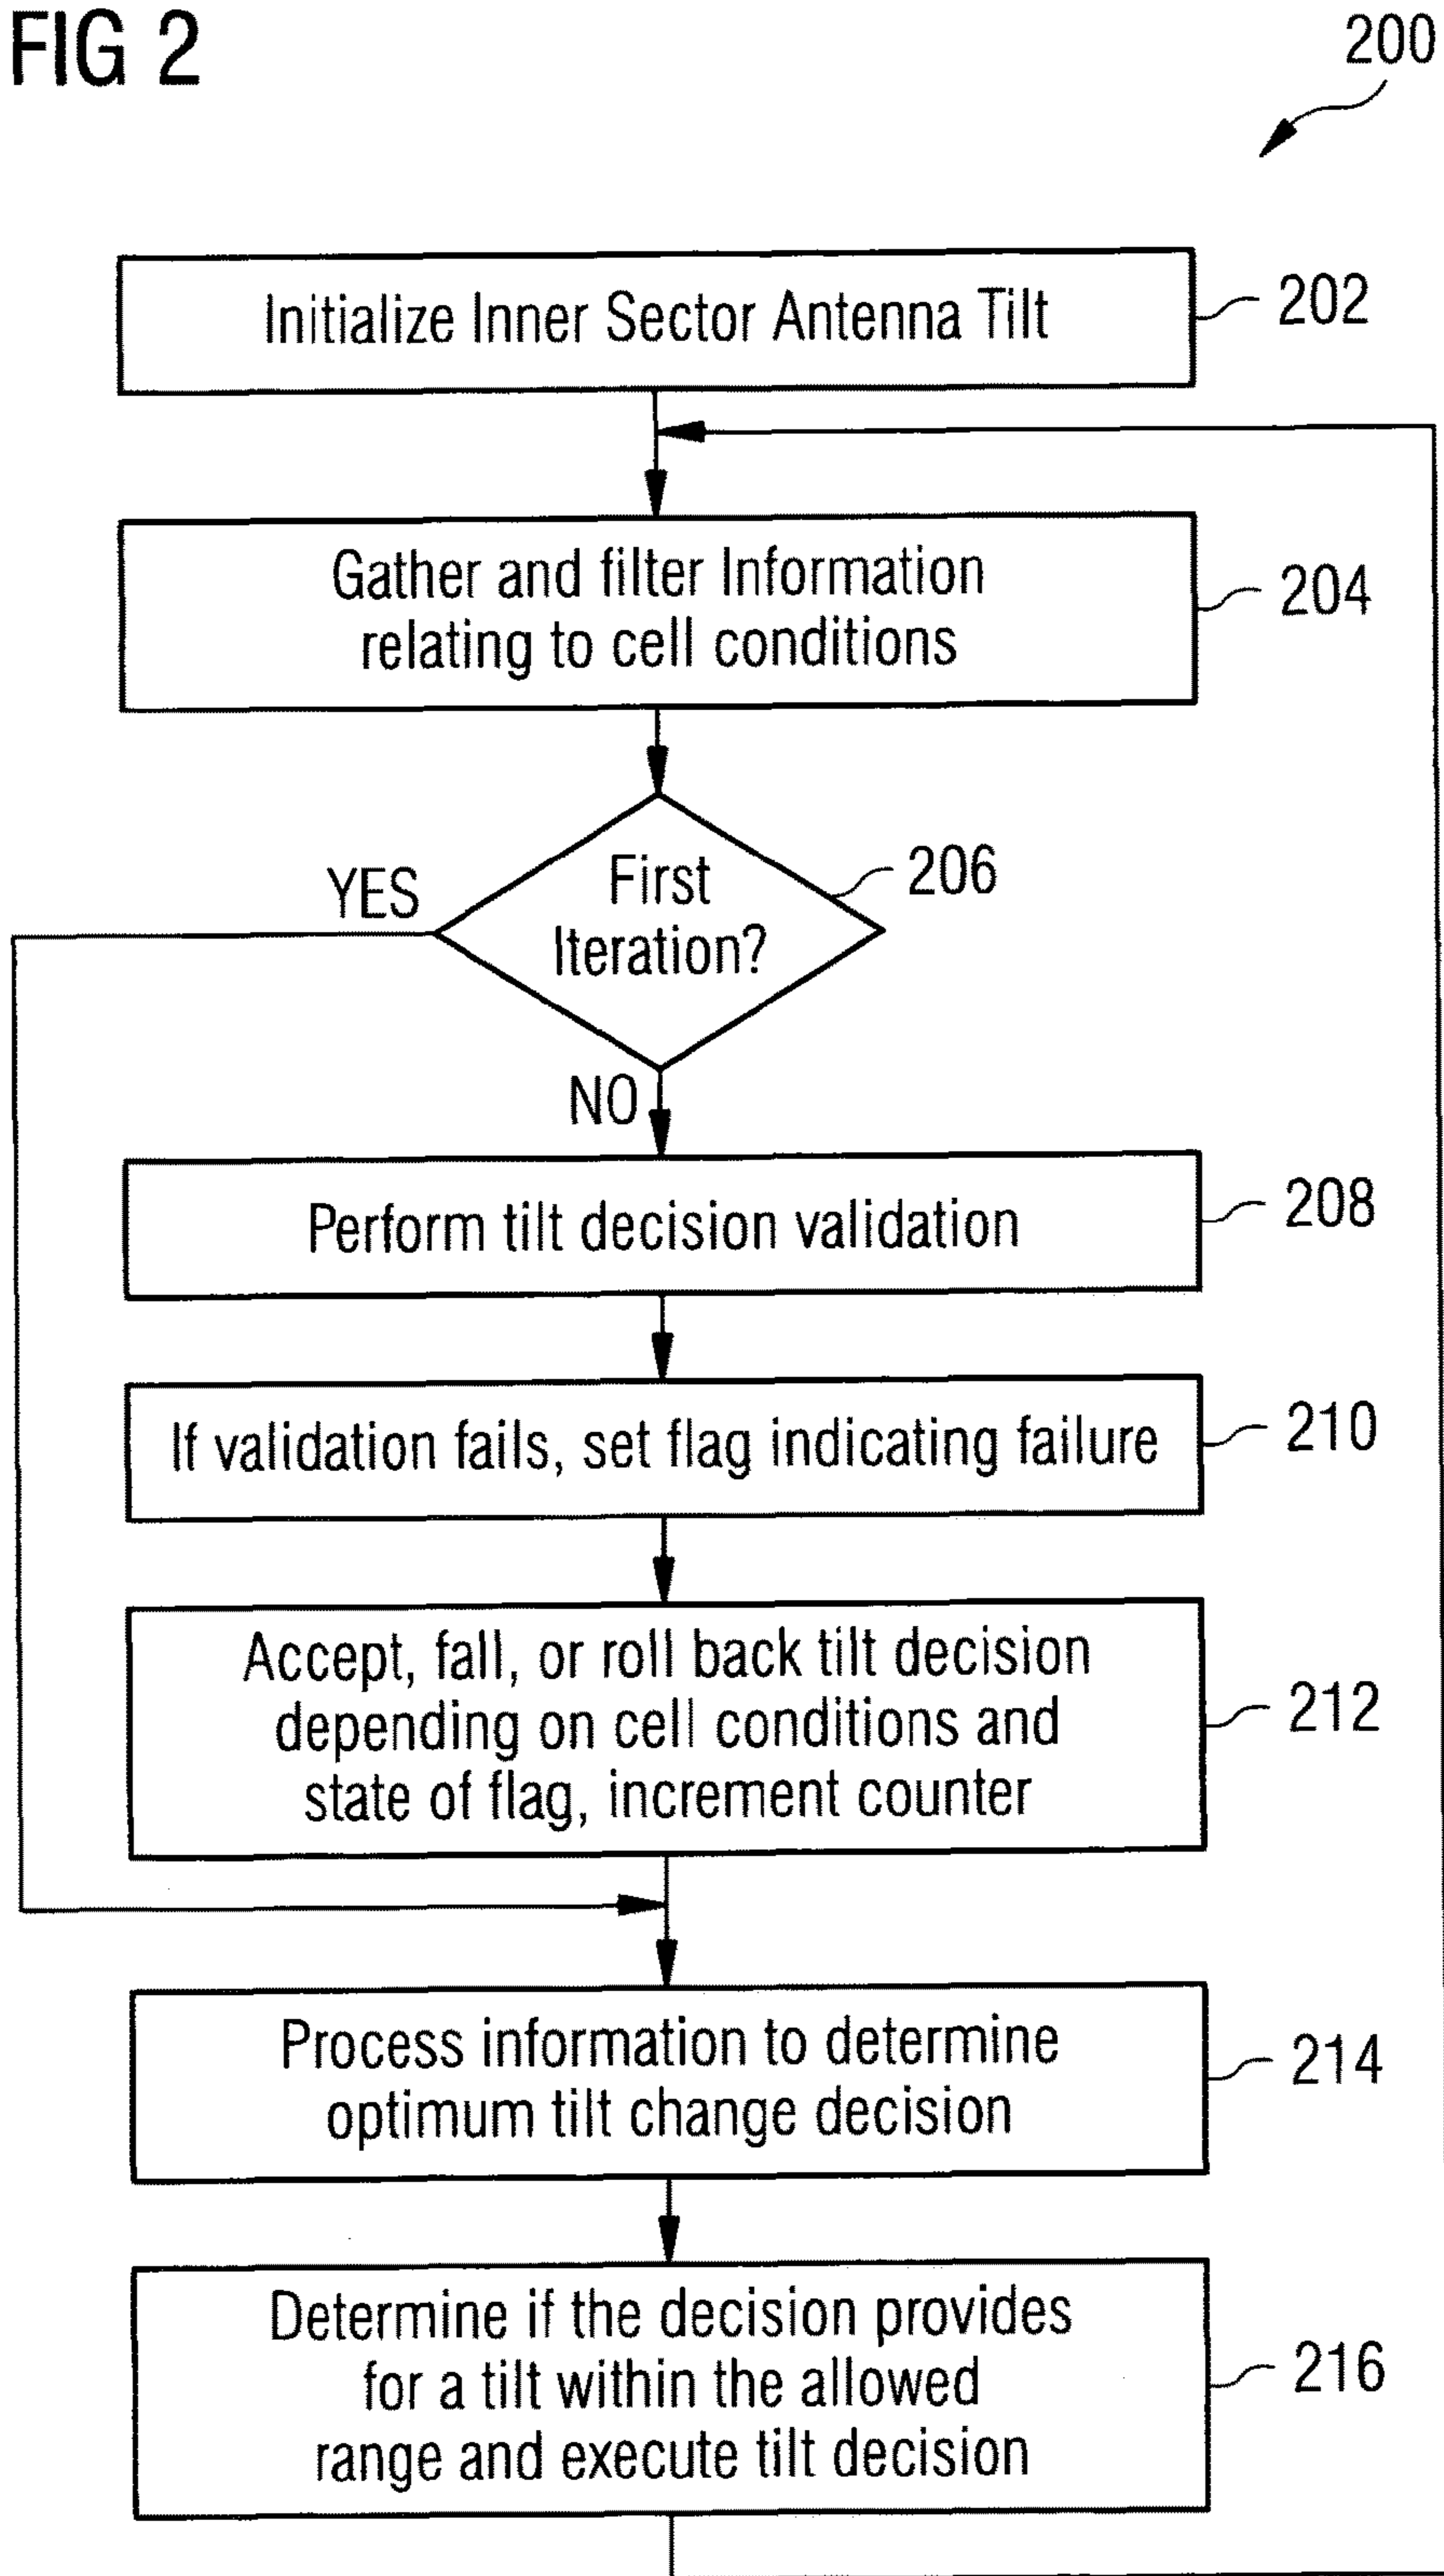 FIG 2
200
Initialize Inner Sector Antenna Tilt
202
Gather and filter Information
relating to cell conditions
204
First
Iteration?
206
YES
NO
Perform tilt decision validation
208
If validation fails, set flag indicating failure
210
Accept, fall, or roll back tilt decision
depending on cell conditions and
state of flag, increment counter
212
Process information to determine
optimum tilt change decision
214
Determine if the decision provides
for a tilt within the allowed
range and execute tilt decision
216